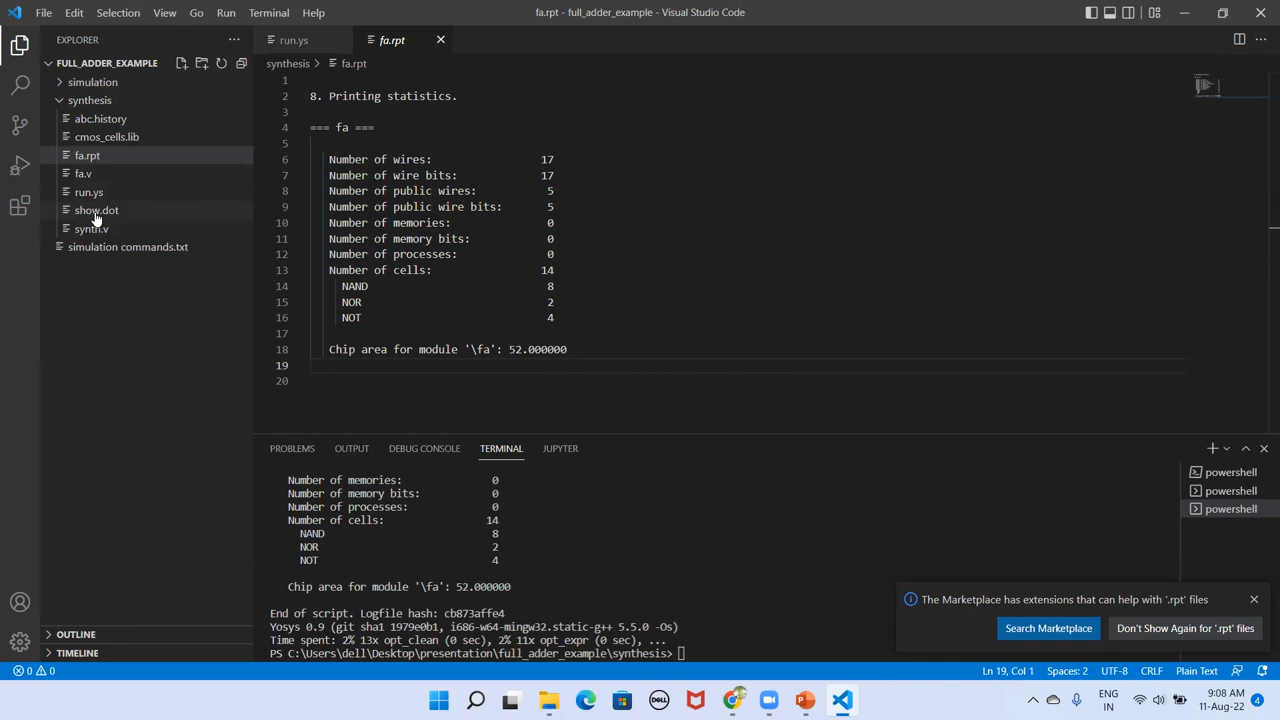 File Edit Selection View Go Run Terminal Help
fa.rpt - full_adder_example - Visual Studio Code
EXPLORER
FULL_ADDER_EXAMPLE
simulation
synthesis
abc.history
cmos_cells.lib
fa.rpt
fa.v
run.ys
show.dot
synth.v
simulation commands.txt
OUTLINE
TIMELINE
run.ys
fa.rpt
synthesis > fa.rpt
1
2 8. Printing statistics.
3
4 === fa ===
5
6 Number of wires: 17
7 Number of wire bits: 17
8 Number of public wires: 5
9 Number of public wire bits: 5
10 Number of memories: 0
11 Number of memory bits: 0
12 Number of processes: 0
13 Number of cells: 14
14 NAND 8
15 NOR 2
16 NOT 4
17
18 Chip area for module '\fa': 52.000000
19
20
PROBLEMS OUTPUT DEBUG CONSOLE TERMINAL JUPYTER
Number of memories: 0
Number of memory bits: 0
Number of processes: 0
Number of cells: 14
NAND 8
NOR 2
NOT 4
Chip area for module '\fa': 52.000000
End of script. Logfile hash: cb873affe4
Yosys 0.9 (git sha1 1979e0b1, i686-w64-mingw32.static-g++ 5.5.0 -Os)
Time spent: 2% 13x opt_clean (0 sec), 2% 11x opt_expr (0 sec), ...
PS C:\Users\dell\Desktop\presentation\full_adder_example\synthesis>
powershell
powershell
powershell
The Marketplace has extensions that can help with '.rpt' files
Search Marketplace
Don't Show Again for '.rpt' files
0 0
Ln 19, Col 1 Spaces: 2 UTF-8 CRLF Plain Text
DELL
ENG
IN
9:08 AM
11-Aug-22
4